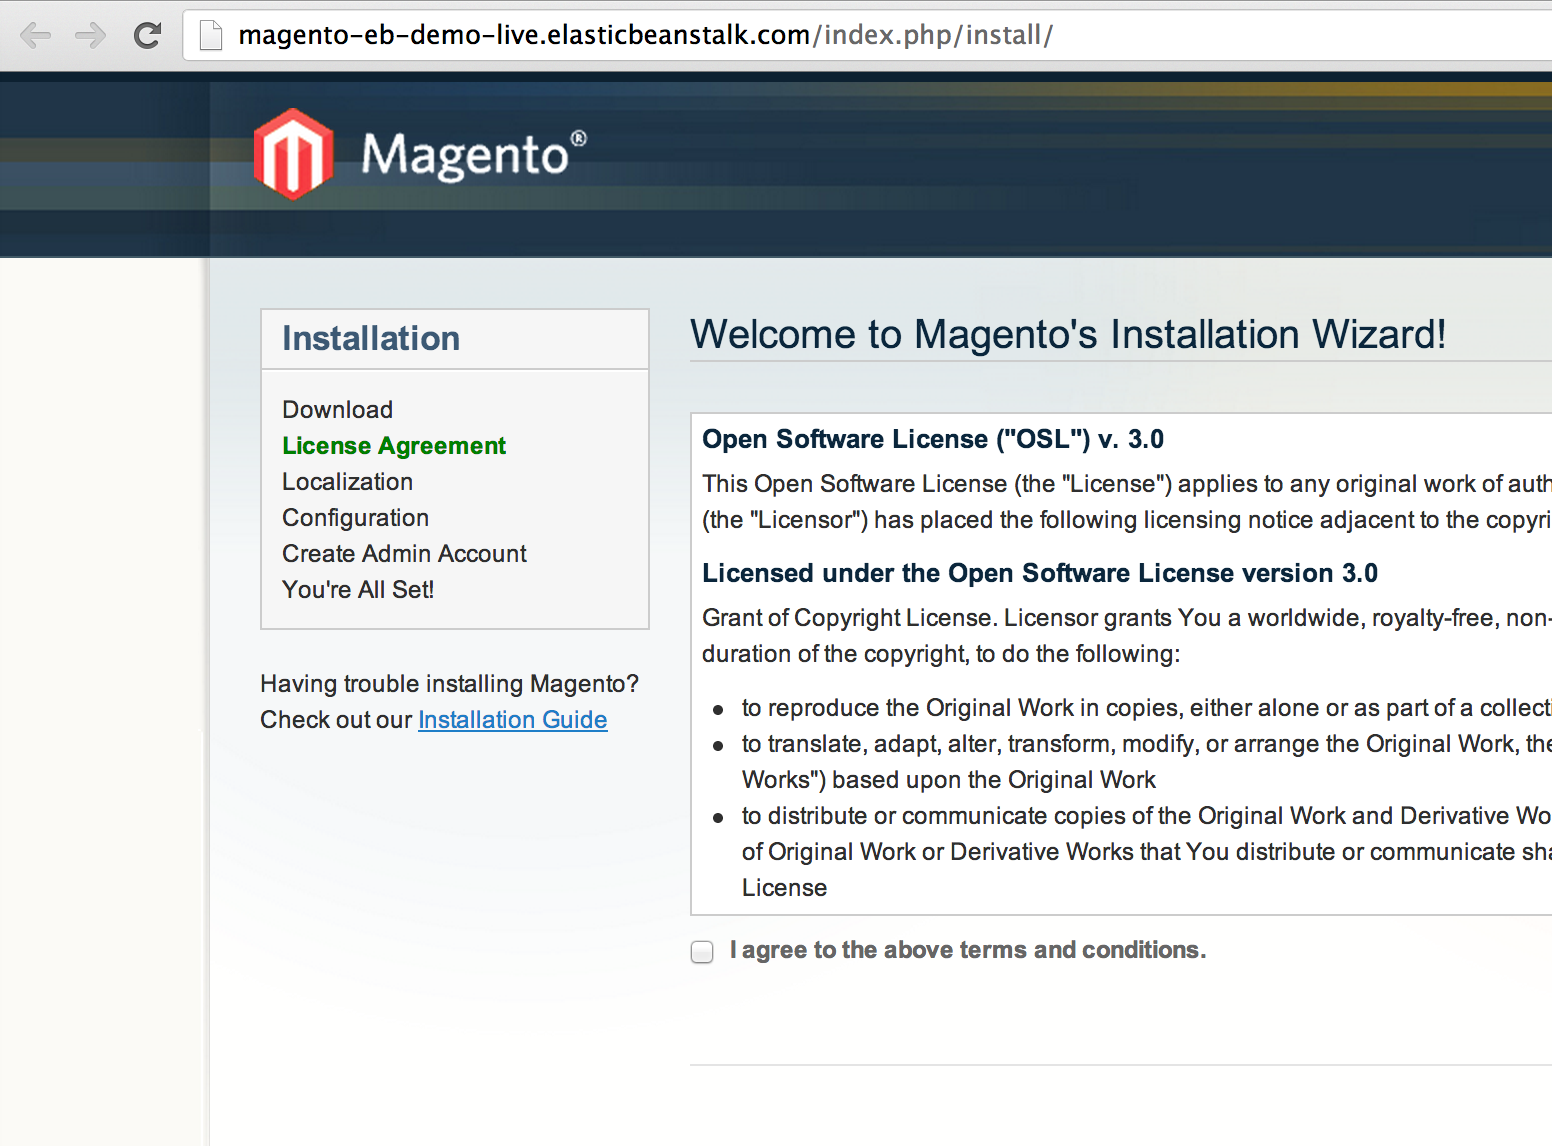 magento-eb-demo-live.elasticbeanstalk.com/index.php/install/
Magento®
Installation
Download
License Agreement
Localization
Configuration
Create Admin Account
You're All Set!
Having trouble installing Magento?
Check out our Installation Guide
Welcome to Magento's Installation Wizard!
Open Software License ("OSL") v. 3.0
This Open Software License (the "License") applies to any original work of auth
(the "Licensor") has placed the following licensing notice adjacent to the copyri
Licensed under the Open Software License version 3.0
Grant of Copyright License. Licensor grants You a worldwide, royalty-free, non-
duration of the copyright, to do the following:
• to reproduce the Original Work in copies, either alone or as part of a collecti
• to translate, adapt, alter, transform, modify, or arrange the Original Work, the
Works") based upon the Original Work
• to distribute or communicate copies of the Original Work and Derivative Wo
of Original Work or Derivative Works that You distribute or communicate sha
License
I agree to the above terms and conditions.